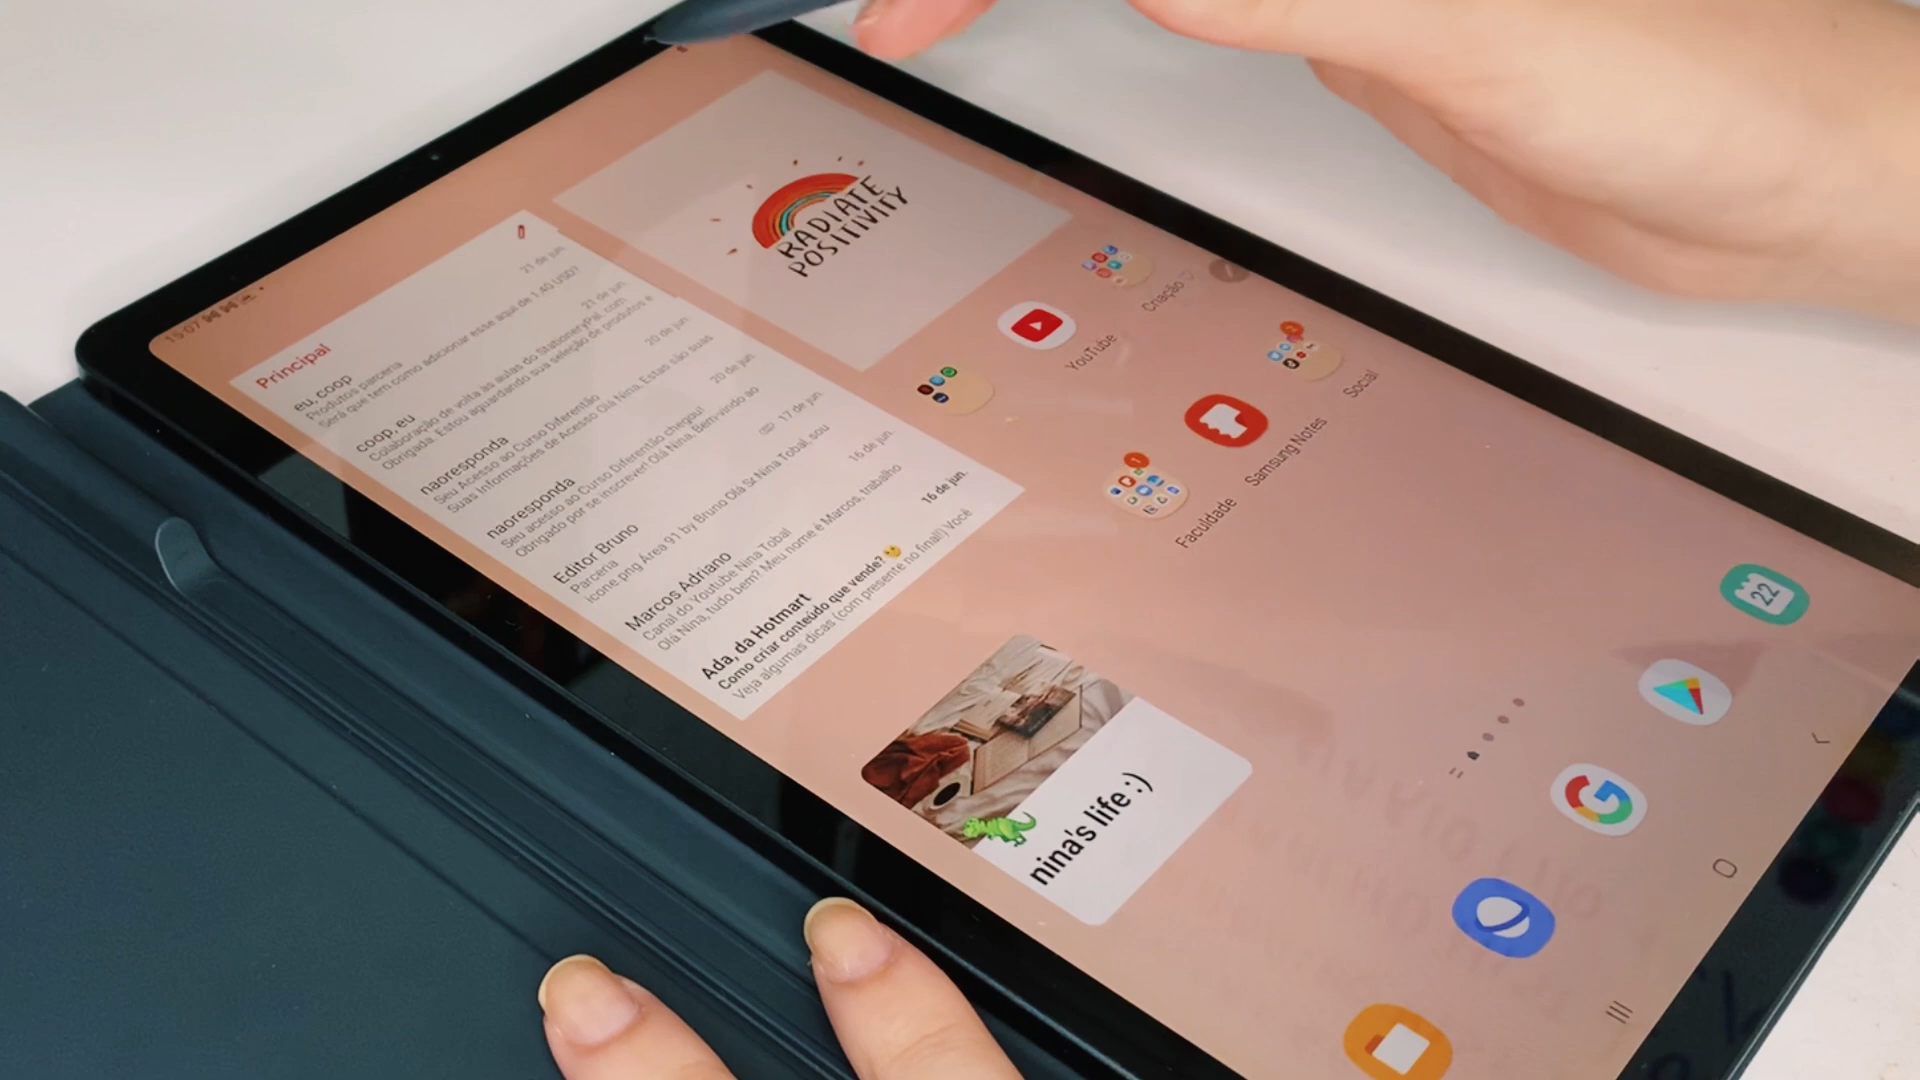 19:07
Principal
eu, coop
21 de jun.
Produtos parceria
Será que tem como adicionar esse aqui de 1,40 USD?
coop, eu
21 de jun.
Colaboração de volta às aulas do StationeryPal.com
Obrigada. Estou aguardando sua seleção de produtos e
naoresponda
20 de jun.
Seu Acesso ao Curso Diferentão
Suas Informações de Acesso Olá Nina, Estas são suas
naoresponda
20 de jun.
Seu acesso ao Curso Diferentão chegou!
Obrigado por se inscrever! Olá Nina, Bem-vindo ao
Editor Bruno
17 de jun.
Parceria
icone png Área 91 by Bruno Olá Sr Nina Tobal, sou
Marcos Adriano
16 de jun.
Canal do Youtube Nina Tobal
Olá Nina, tudo bem? Meu nome é Marcos, trabalho
Ada, da Hotmart
16 de jun.
Como criar conteúdo que vende? 🤔
Veja algumas dicas (com presente no final!) Você
RADIATE
POSITIVITY
YouTube
Criação ♡
Faculdade
Samsung Notes
Social
nina's life :)
22